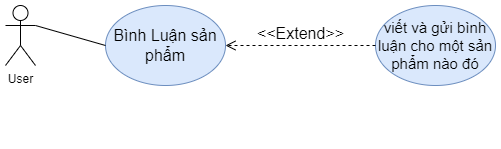 User
Bình Luận sản
phẩm
<<Extend>>
viết và gửi bình
luận cho một sản
phẩm nào đó